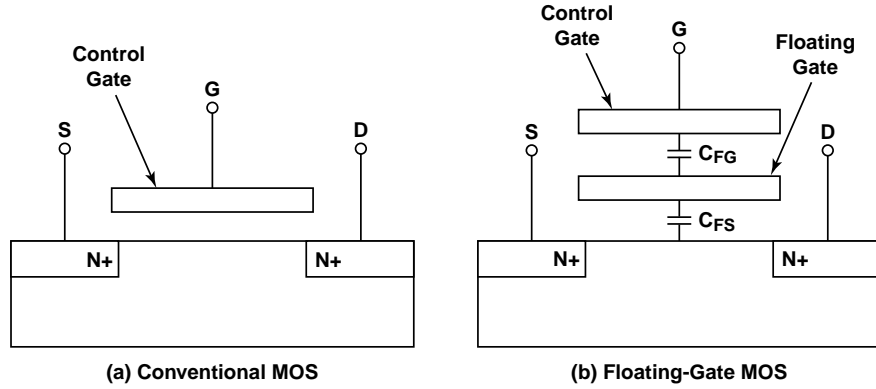 Control
Gate
G
S
D
N+
N+
(a) Conventional MOS
Control
Gate
G
Floating
Gate
S
D
CFG
CFS
N+
N+
(b) Floating-Gate MOS